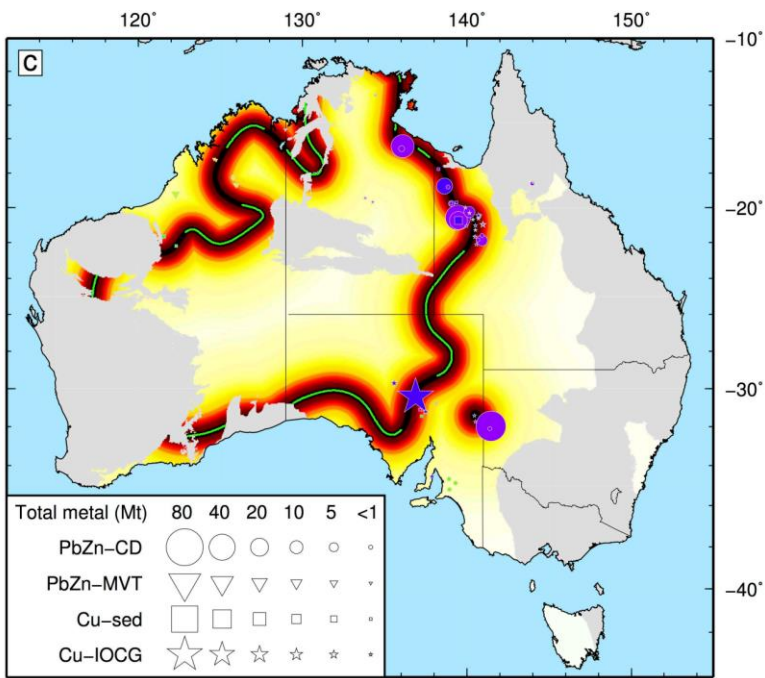 120° 130° 140° 150°
C
−10°
−20°
−30°
−40°
Total metal (Mt) 80 40 20 10 5 <1
PbZn−CD
PbZn−MVT
Cu−sed
Cu−IOCG